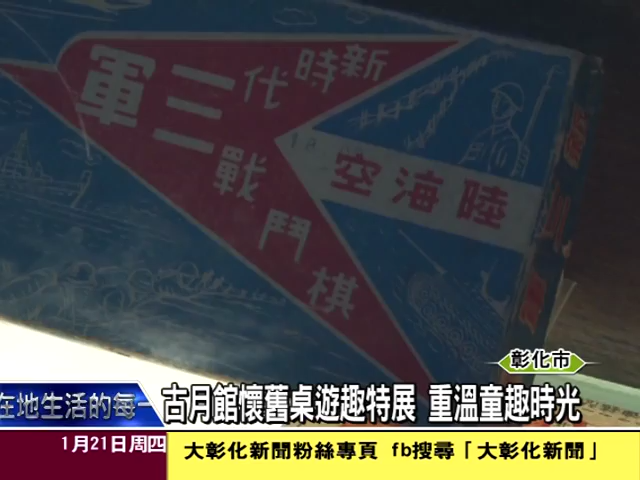 新時代三軍
戰鬥棋
陸海空
彰化市
在地生活的每一
古月館懷舊桌遊趣特展 重溫童趣時光
1月21日周四
大彰化新聞粉絲專頁 fb搜尋「大彰化新聞」